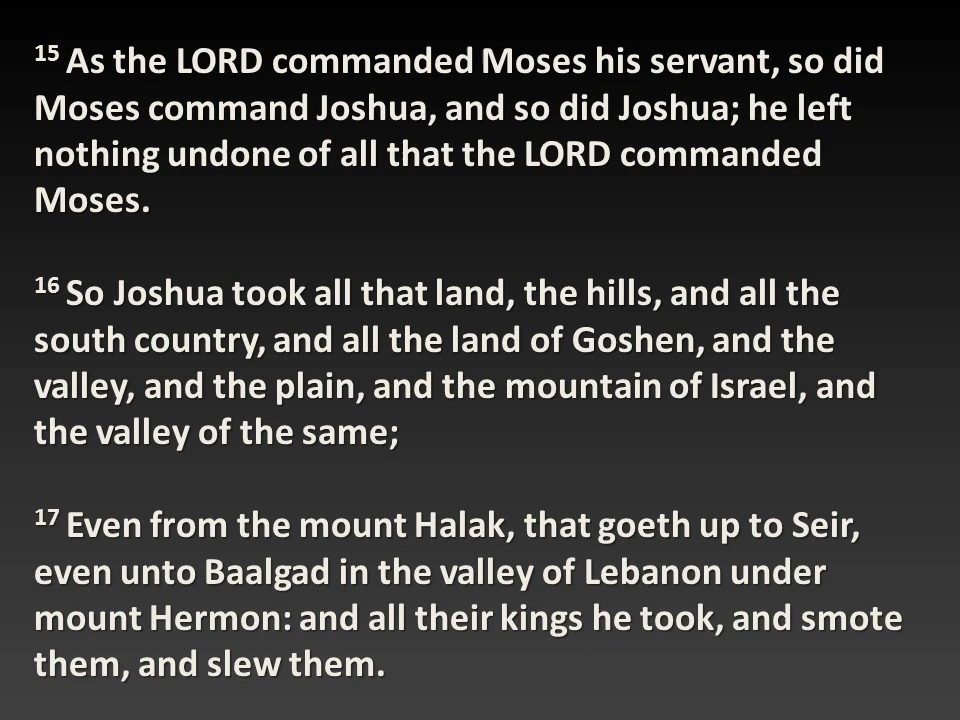 15 As the LORD commanded Moses his servant, so did
Moses command Joshua, and so did Joshua; he left
nothing undone of all that the LORD commanded
Moses.
16 So Joshua took all that land, the hills, and all the
south country, and all the land of Goshen, and the
valley, and the plain, and the mountain of Israel, and
the valley of the same;
17 Even from the mount Halak, that goeth up to Seir,
even unto Baalgad in the valley of Lebanon under
mount Hermon: and all their kings he took, and smote
them, and slew them.